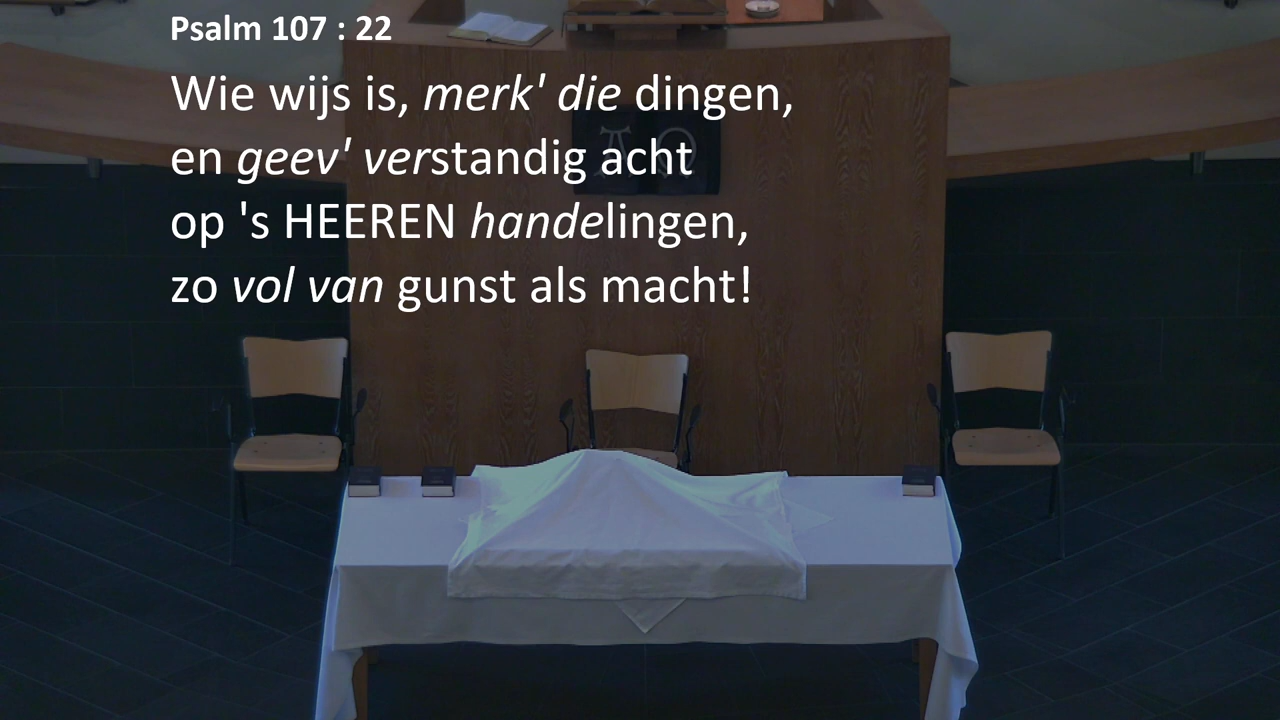 Psalm 107 : 22
Wie wijs is, merk' die dingen,
en geev' verstandig acht
op 's HEEREN handelingen,
zo vol van gunst als macht!